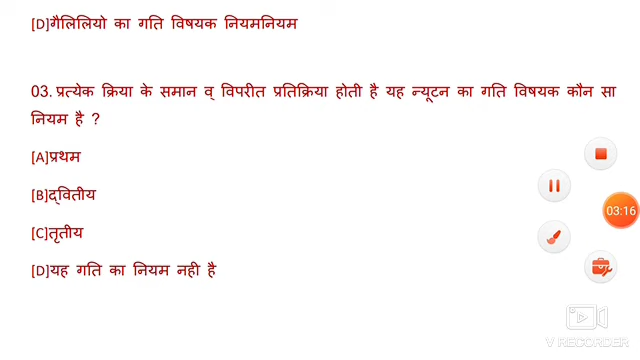 [D]गैलिलियो का गति विषयक नियमनियम
03. प्रत्येक क्रिया के समान व् विपरीत प्रतिक्रिया होती है यह न्यूटन का गति विषयक कौन सा
नियम है ?
[A]प्रथम
[B]द्वितीय
[C]तृतीय
[D]यह गति का नियम नही है
03:16
V RECORDER